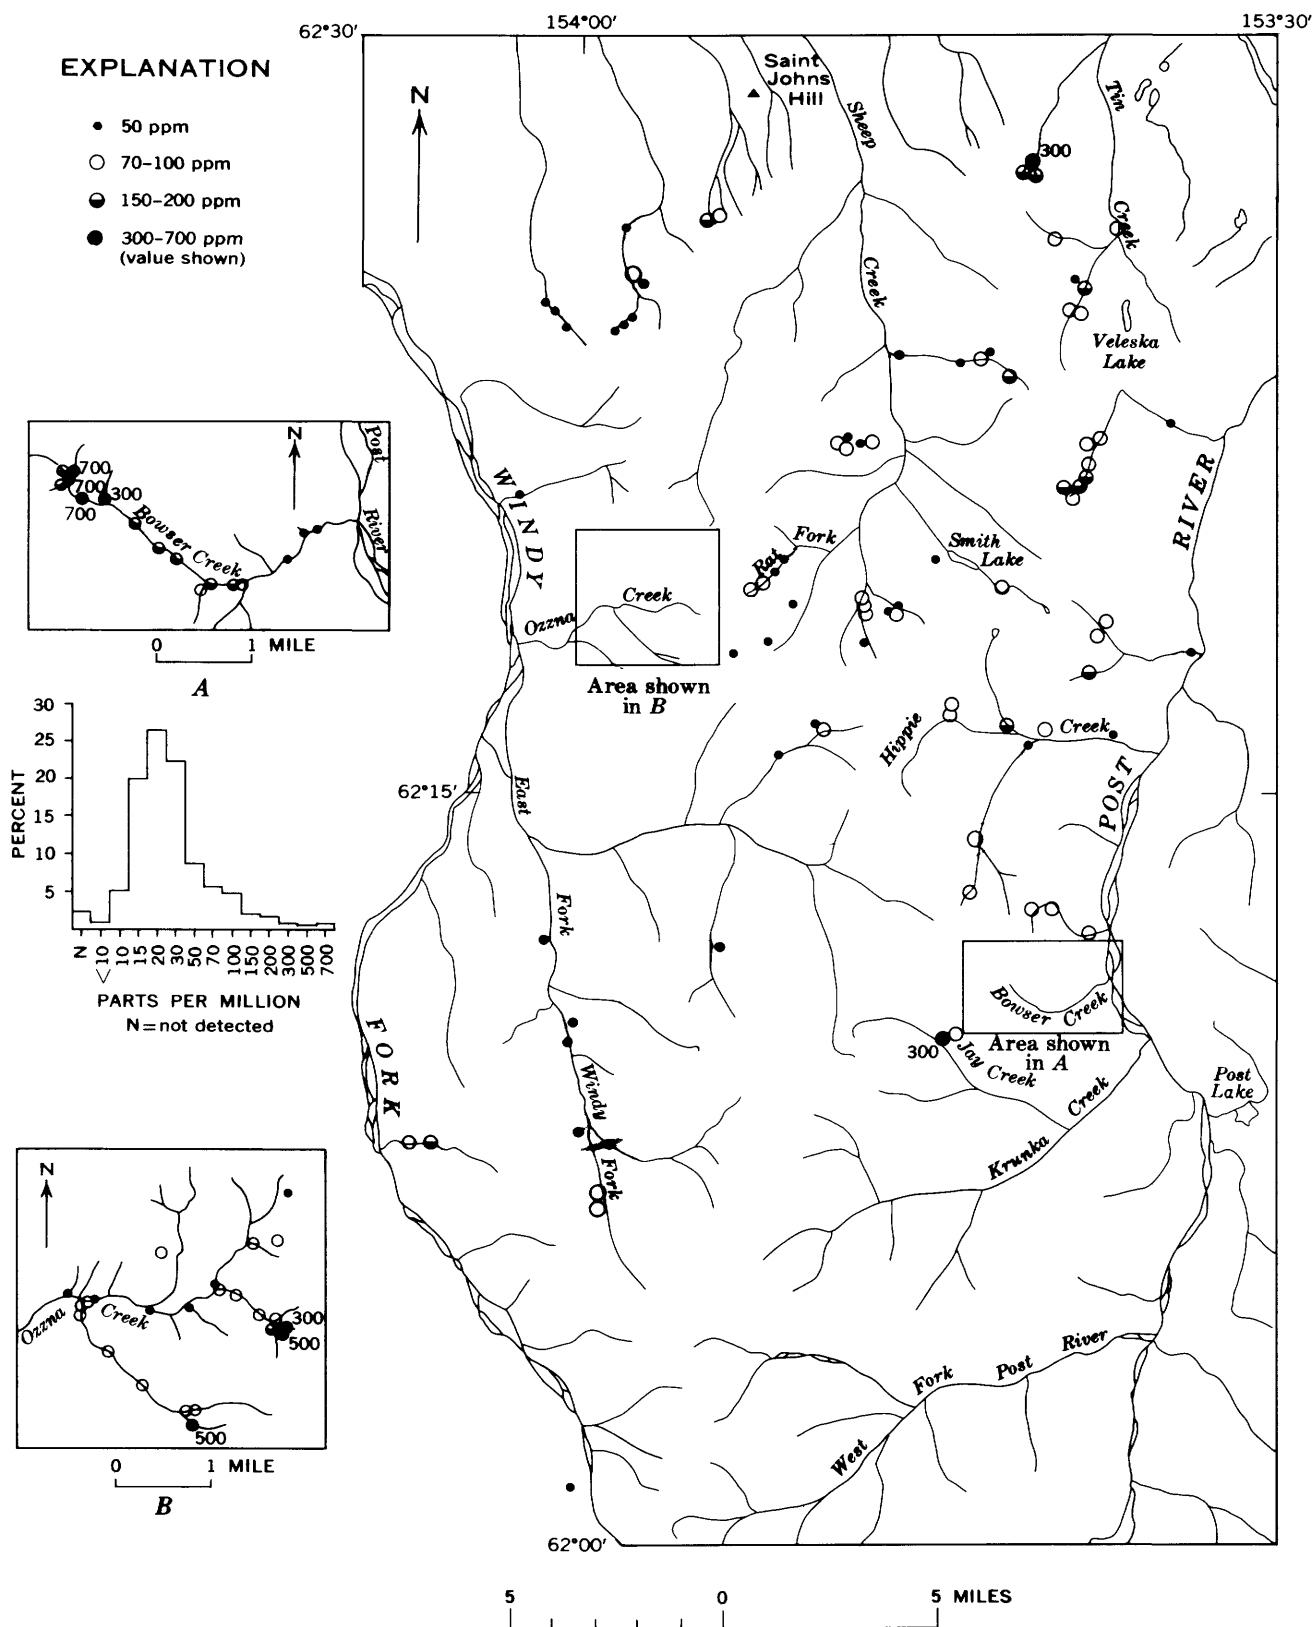 62°30′
154°00′
153°30′
EXPLANATION
50 ppm
70–100 ppm
150–200 ppm
300–700 ppm
(value shown)
N
Saint
Johns
Hill
Sheep
Creek
Tin
Creek
300
Veleska
Lake
N
Post
River
700
700
300
700
Bowser Creek
0 1 MILE
A
WINDY
Rat Fork
Smith
Lake
RIVER
Ozzna
Creek
Area shown
in B
Hippie
Creek
POST
62°15′
East
Fork
30
25
20
15
10
5
PERCENT
N
<10
10
15
20
30
50
70
100
150
200
300
500
700
PARTS PER MILLION
N=not detected
FORK
Bowser Creek
Area shown
in A
300
Jay
Creek
Krunka
Creek
Post
Lake
Windy
Fork
N
Ozzna
Creek
300
500
500
0 1 MILE
B
West
Fork
Post
River
62°00′
5 0 5 MILES